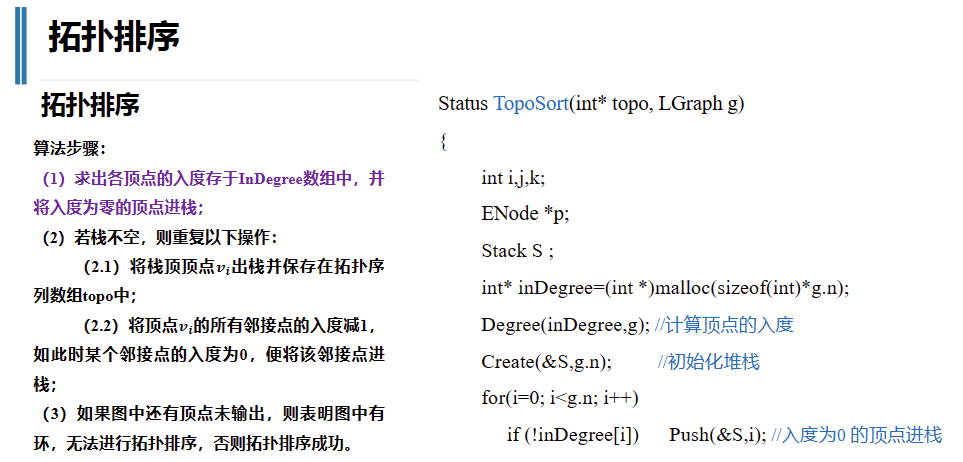 拓扑排序
拓扑排序
算法步骤：
（1）求出各顶点的入度存于InDegree数组中，并
将入度为零的顶点进栈；
（2）若栈不空，则重复以下操作：
（2.1）将栈顶顶点vᵢ出栈并保存在拓扑序
列数组topo中；
（2.2）将顶点vᵢ的所有邻接点的入度减1，
如此时某个邻接点的入度为0，便将该邻接点进
栈；
（3）如果图中还有顶点未输出，则表明图中有
环，无法进行拓扑排序，否则拓扑排序成功。
Status TopoSort(int* topo, LGraph g)
{
int i,j,k;
ENode *p;
Stack S ;
int* inDegree=(int *)malloc(sizeof(int)*g.n);
Degree(inDegree,g); //计算顶点的入度
Create(&S,g.n); //初始化堆栈
for(i=0; i<g.n; i++)
if (!inDegree[i]) Push(&S,i); //入度为0 的顶点进栈